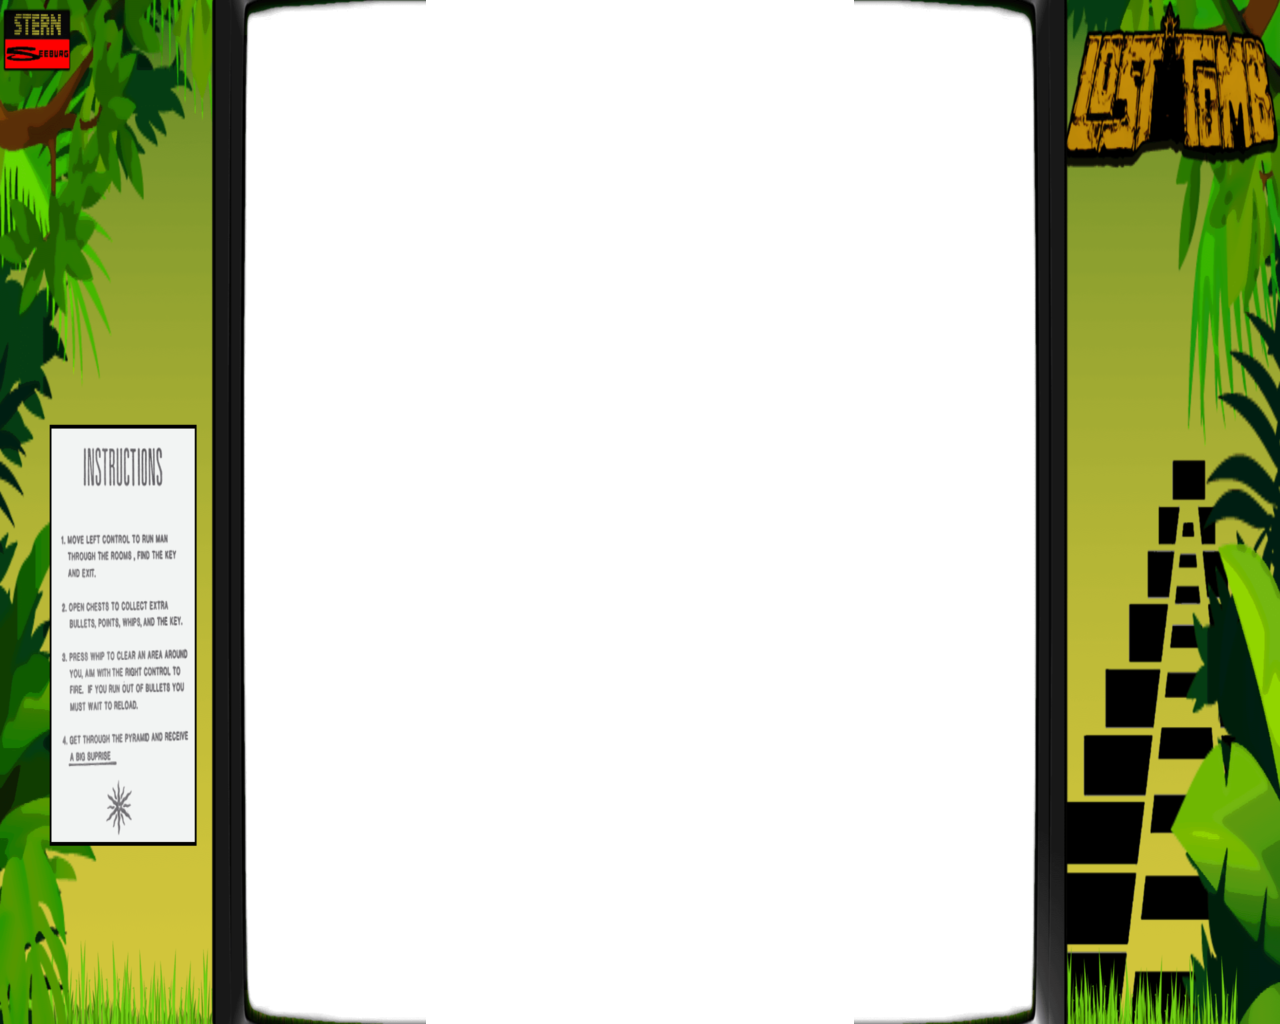 STERN
SEEBURG
LOST TOMB
INSTRUCTIONS
1. MOVE LEFT CONTROL TO RUN MAN
THROUGH THE ROOMS , FIND THE KEY
AND EXIT.
2. OPEN CHESTS TO COLLECT EXTRA
BULLETS, POINTS, WHIPS, AND THE KEY.
3. PRESS WHIP TO CLEAR AN AREA AROUND
YOU, AIM WITH THE RIGHT CONTROL TO
FIRE. IF YOU RUN OUT OF BULLETS YOU
MUST WAIT TO RELOAD.
4. GET THROUGH THE PYRAMID AND RECEIVE
A BIG SUPRISE